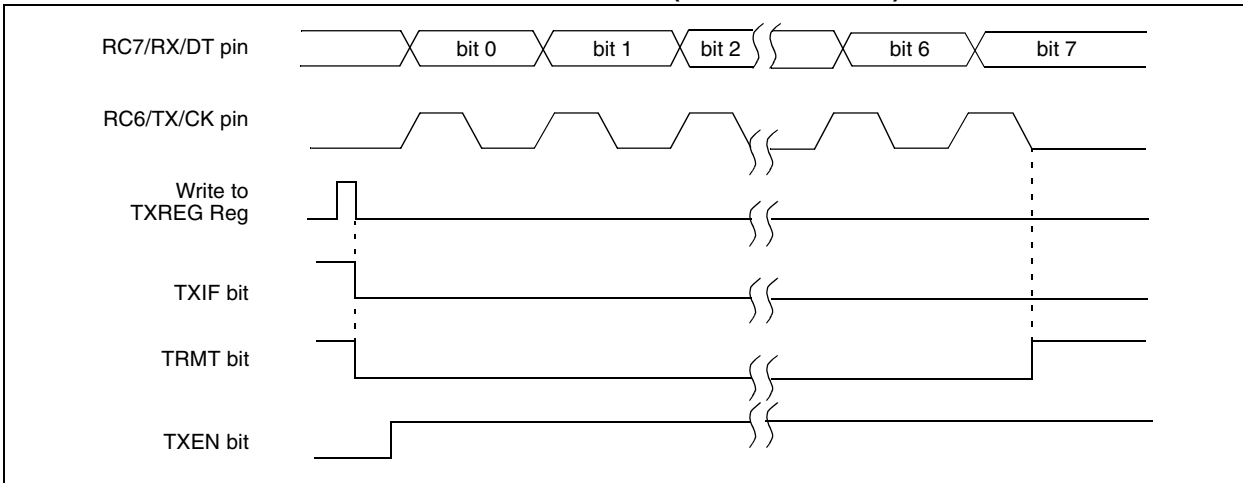 RC7/RX/DT pin
bit 0 bit 1 bit 2 bit 6 bit 7
RC6/TX/CK pin
Write to
TXREG Reg
TXIF bit
TRMT bit
TXEN bit